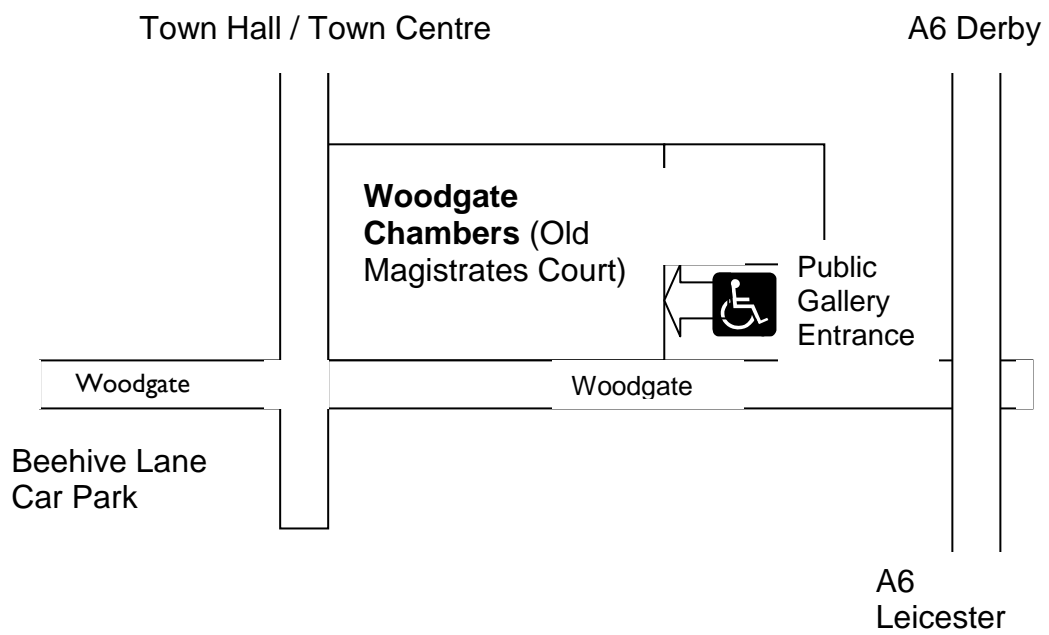 Town Hall / Town Centre
A6 Derby
Woodgate
Chambers (Old
Magistrates Court)
Public
Gallery
Entrance
Woodgate
Woodgate
Beehive Lane
Car Park
A6
Leicester